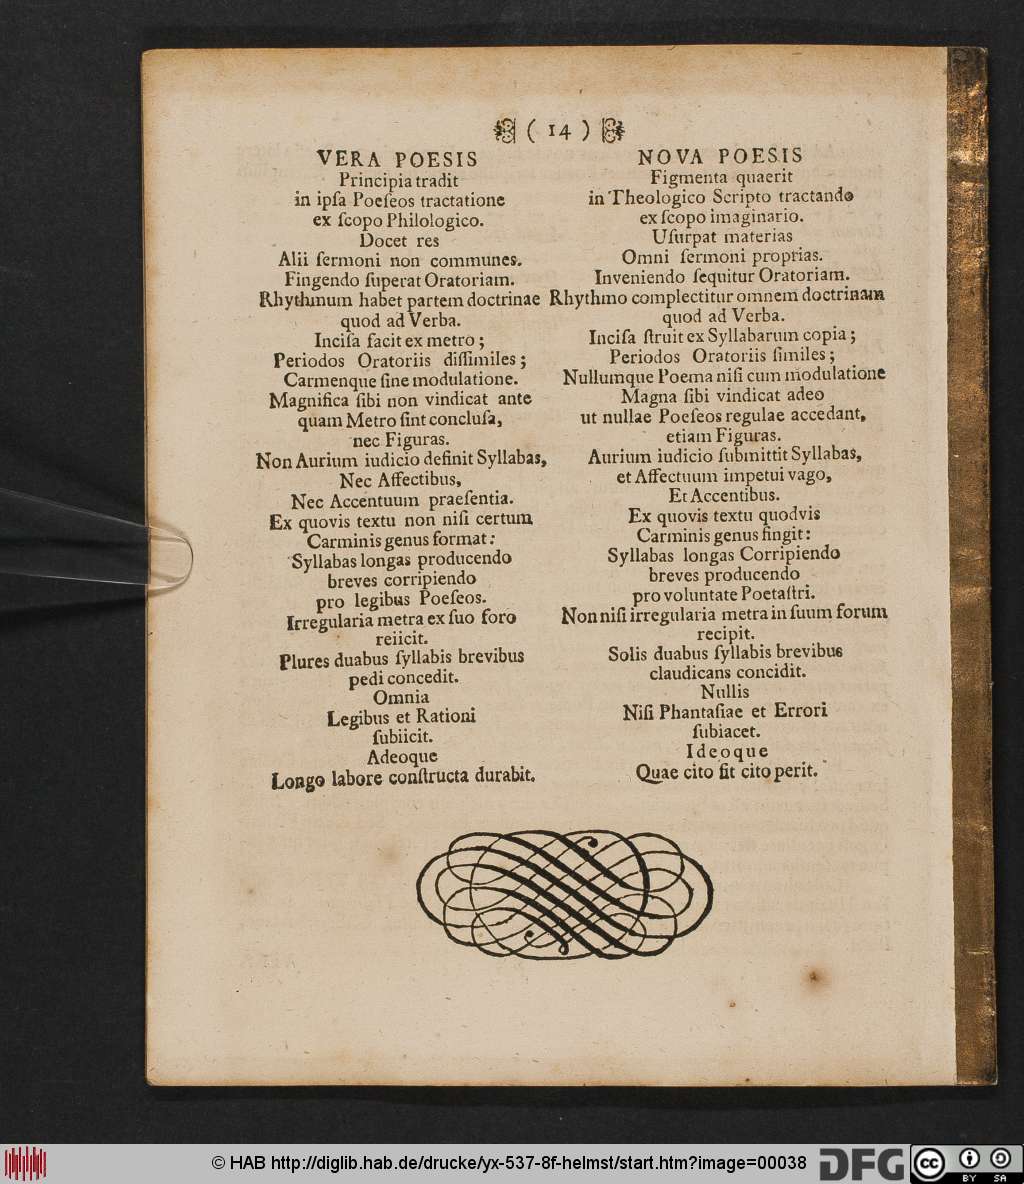 ( 14 )
VERA POESIS
Principia tradit
in ipſa Poeſeos tractatione
ex ſcopo Philologico.
Docet res
Alii ſermoni non communes.
Fingendo ſuperat Oratoriam.
Rhythmum habet partem doctrinae
quod ad Verba.
Inciſa facit ex metro ;
Periodos Oratoriis diſſimiles ;
Carmenque ſine modulatione.
Magnifica ſibi non vindicat ante
quam Metro ſint concluſa,
nec Figuras.
Non Aurium iudicio definit Syllabas,
Nec Affectibus,
Nec Accentuum praeſentia.
Ex quovis textu non niſi certum
Carminis genus format:
Syllabas longas producendo
breves corripiendo
pro legibus Poeſeos.
Irregularia metra ex ſuo foro
reiicit.
Plures duabus ſyllabis brevibus
pedi concedit.
Omnia
Legibus et Rationi
ſubiicit.
Adeoque
Longo labore conſtructa durabit.
NOVA POESIS
Figmenta quaerit
in Theologico Scripto tractando
ex ſcopo imaginario.
Uſurpat materias
Omni ſermoni proprias.
Inveniendo ſequitur Oratoriam.
Rhythmo complectitur omnem doctrinam
quod ad Verba.
Inciſa ſtruit ex Syllabarum copia ;
Periodos Oratoriis ſimiles ;
Nullumque Poema niſi cum modulatione
Magna ſibi vindicat adeo
ut nullae Poeſeos regulae accedant,
etiam Figuras.
Aurium iudicio ſubmittit Syllabas,
et Affectuum impetui vago,
Et Accentibus.
Ex quovis textu quodvis
Carminis genus fingit:
Syllabas longas Corripiendo
breves producendo
pro voluntate Poetaſtri.
Non niſi irregularia metra in ſuum forum
recipit.
Solis duabus ſyllabis brevibus
claudicans concidit.
Nullis
Niſi Phantaſiae et Errori
ſubiacet.
Ideoque
Quae cito fit cito perit.
© HAB http://diglib.hab.de/drucke/yx-537-8f-helmst/start.htm?image=00038
DFG
cc
BY SA